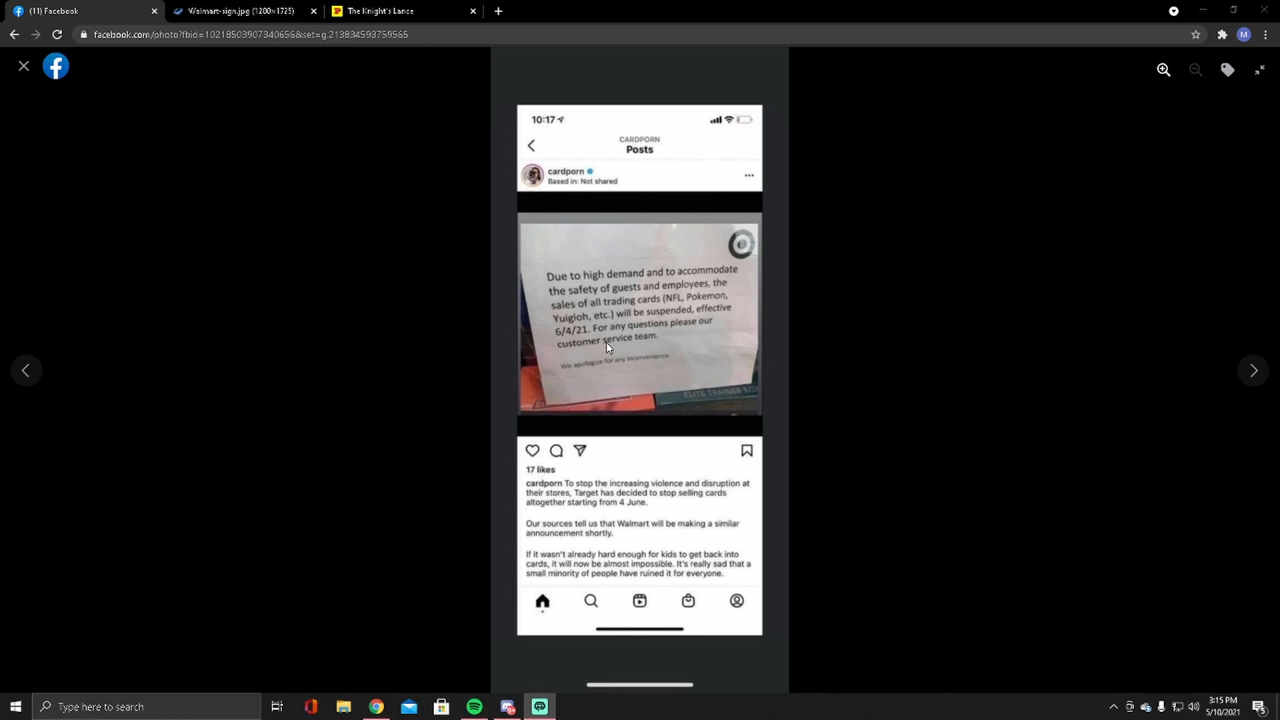 (11) Facebook
Walmart-sign.jpg (1200×1725)
The Knight's Lance
facebook.com/photo?fbid=10218503907340656&set=g.213834593759565
M
10:17
CARDPORN
Posts
cardporn
Based in: Not shared
Due to high demand and to accommodate
the safety of guests and employees, the
sales of all trading cards (NFL, Pokemon,
Yuigioh, etc.) will be suspended, effective
6/4/21. For any questions please our
customer service team.
We apologize for any inconvenience
ELITE TRAINER BOX
17 likes
cardporn To stop the increasing violence and disruption at
their stores, Target has decided to stop selling cards
altogether starting from 4 June.
Our sources tell us that Walmart will be making a similar
announcement shortly.
If it wasn't already hard enough for kids to get back into
cards, it will now be almost impossible. It's really sad that a
small minority of people have ruined it for everyone.
Type here to search
3:15 PM
5/10/2021